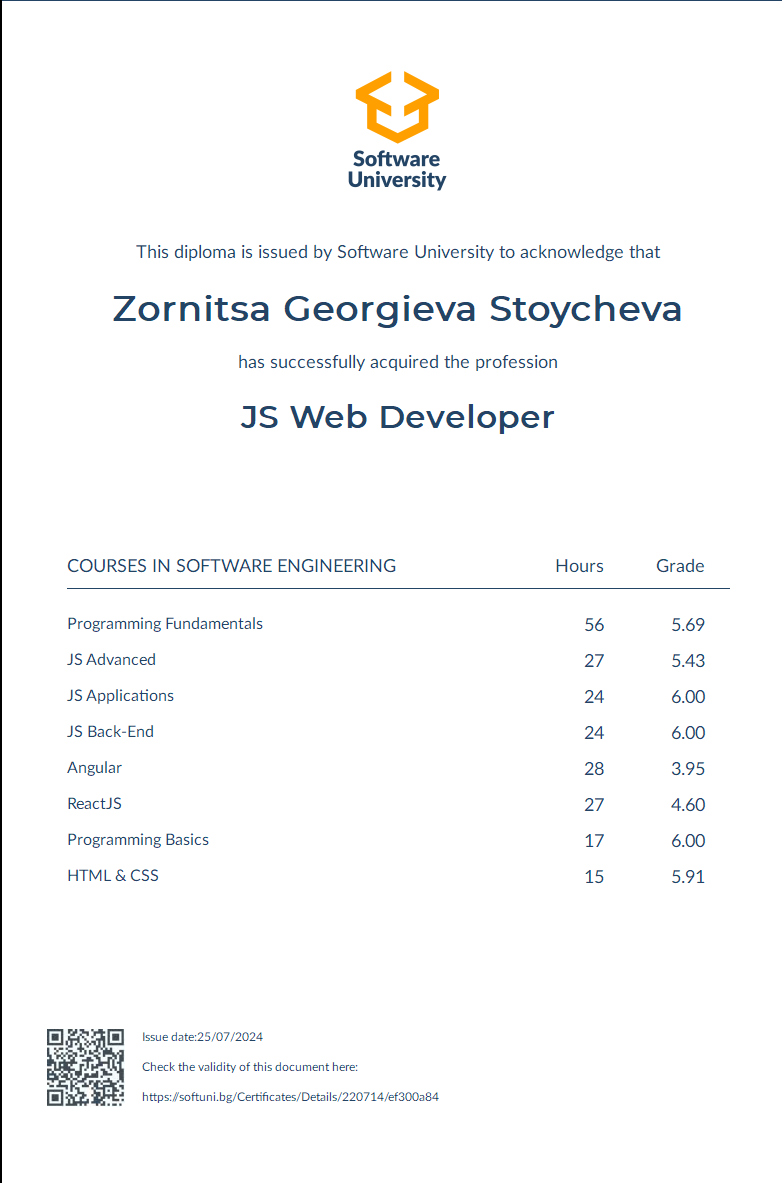 Software
University
This diploma is issued by Software University to acknowledge that
Zornitsa Georgieva Stoycheva
has successfully acquired the profession
JS Web Developer
COURSES IN SOFTWARE ENGINEERING Hours Grade
Programming Fundamentals 56 5.69
JS Advanced 27 5.43
JS Applications 24 6.00
JS Back-End 24 6.00
Angular 28 3.95
ReactJS 27 4.60
Programming Basics 17 6.00
HTML & CSS 15 5.91
Issue date:25/07/2024
Check the validity of this document here:
https://softuni.bg/Certificates/Details/220714/ef300a84